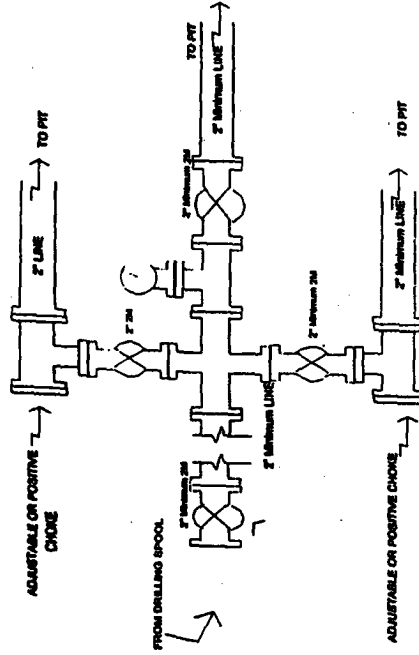 TO PIT
2" LINE
ADJUSTABLE OR POSITIVE
CHOKE
2" 2M
TO PIT
2" Minimum LINE
2" Minimum 2M
2" Minimum 2M
2" Minimum LINE
FROM DRILLING SPOOL
2" Minimum 2M
TO PIT
2" Minimum LINE
ADJUSTABLE OR POSITIVE CHOKE